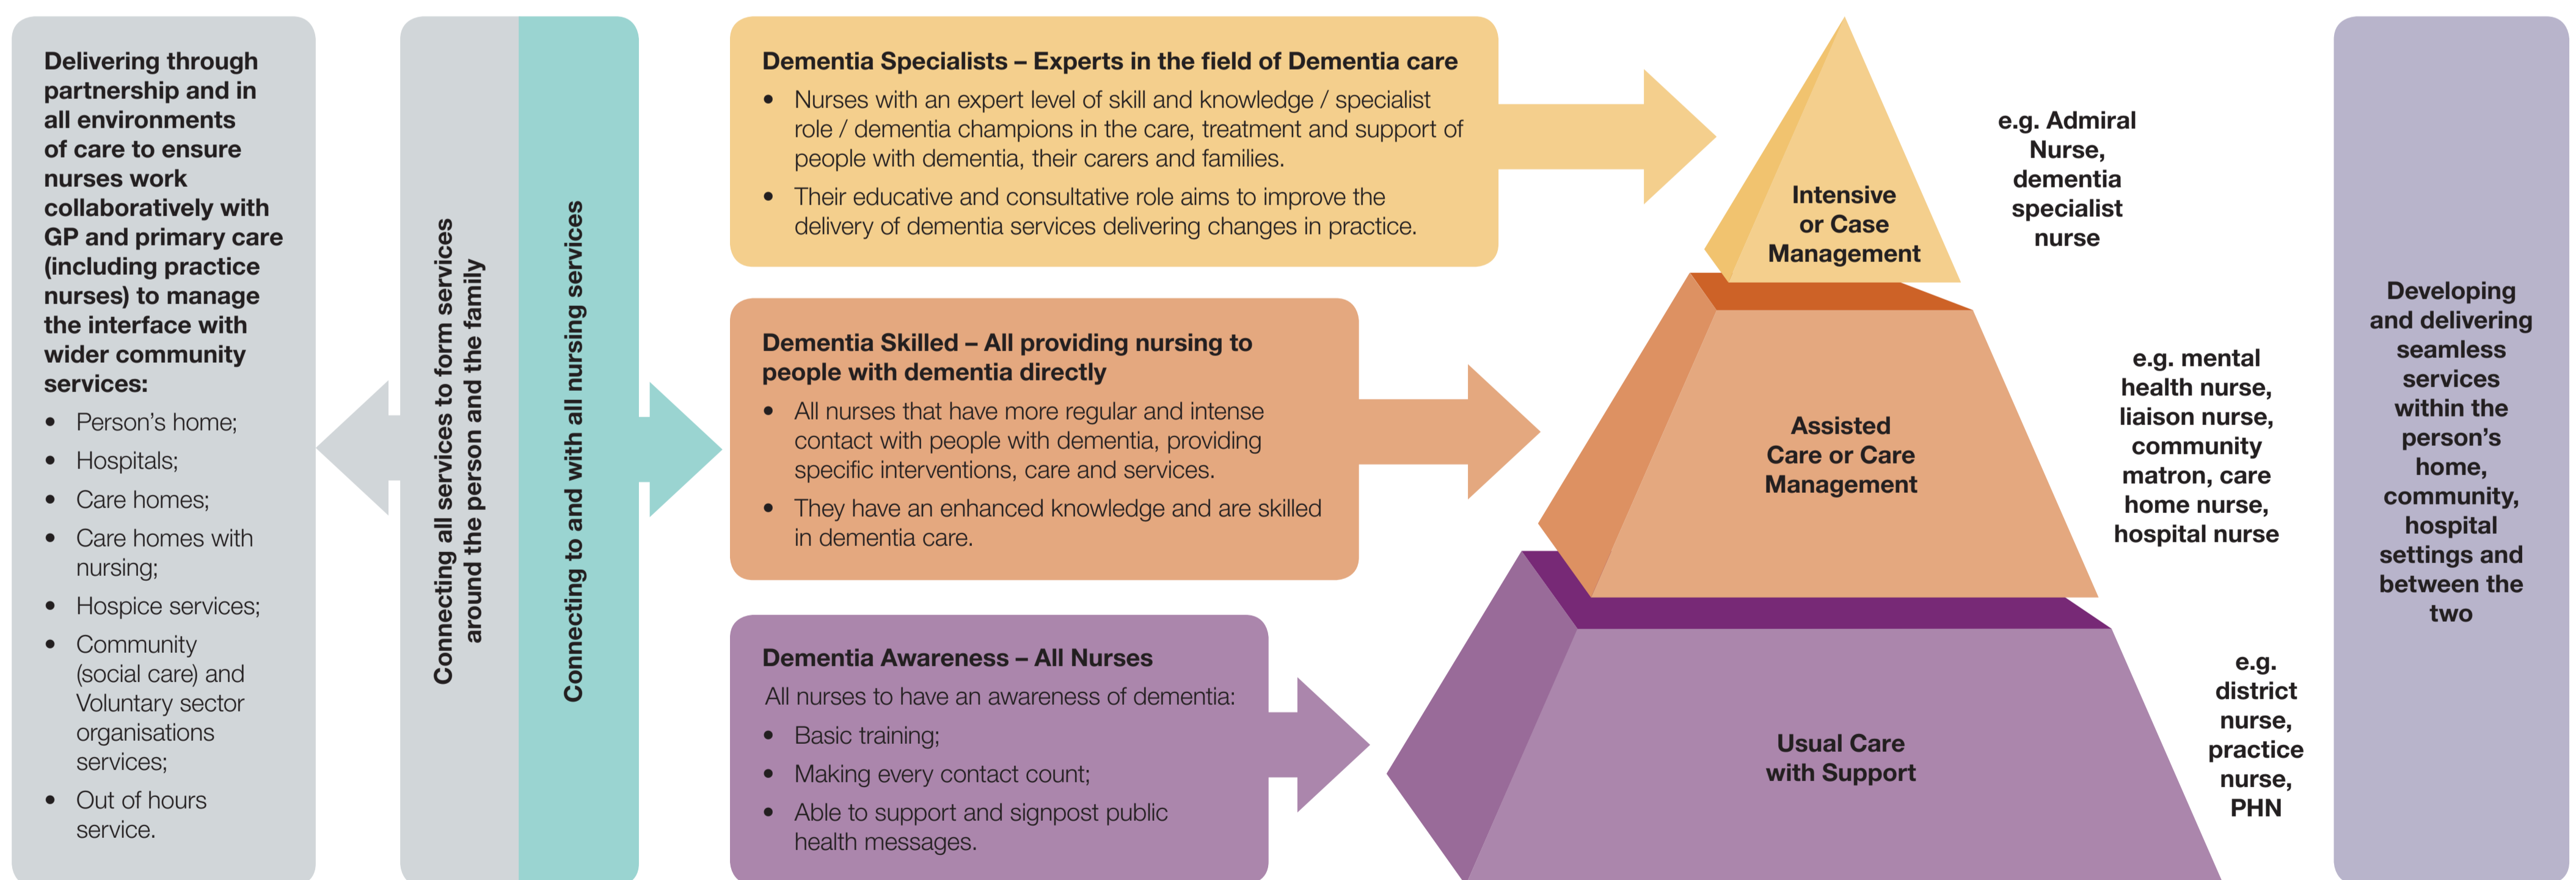 Delivering through
partnership and in
all environments
of care to ensure
nurses work
collaboratively with
GP and primary care
(including practice
nurses) to manage
the interface with
wider community
services:
• Person’s home;
• Hospitals;
• Care homes;
• Care homes with
nursing;
• Hospice services;
• Community
(social care) and
Voluntary sector
organisations
services;
• Out of hours
service.
Connecting all services to form services
around the person and the family
Connecting to and with all nursing services
Dementia Specialists – Experts in the field of Dementia care
• Nurses with an expert level of skill and knowledge / specialist
role / dementia champions in the care, treatment and support of
people with dementia, their carers and families.
• Their educative and consultative role aims to improve the
delivery of dementia services delivering changes in practice.
Dementia Skilled – All providing nursing to
people with dementia directly
• All nurses that have more regular and intense
contact with people with dementia, providing
specific interventions, care and services.
• They have an enhanced knowledge and are skilled
in dementia care.
Dementia Awareness – All Nurses
All nurses to have an awareness of dementia:
• Basic training;
• Making every contact count;
• Able to support and signpost public
health messages.
Intensive
or Case
Management
Assisted
Care or Care
Management
Usual Care
with Support
e.g. Admiral
Nurse,
dementia
specialist
nurse
e.g. mental
health nurse,
liaison nurse,
community
matron, care
home nurse,
hospital nurse
e.g.
district
nurse,
practice
nurse,
PHN
Developing
and delivering
seamless
services
within the
person’s
home,
community,
hospital
settings and
between the
two